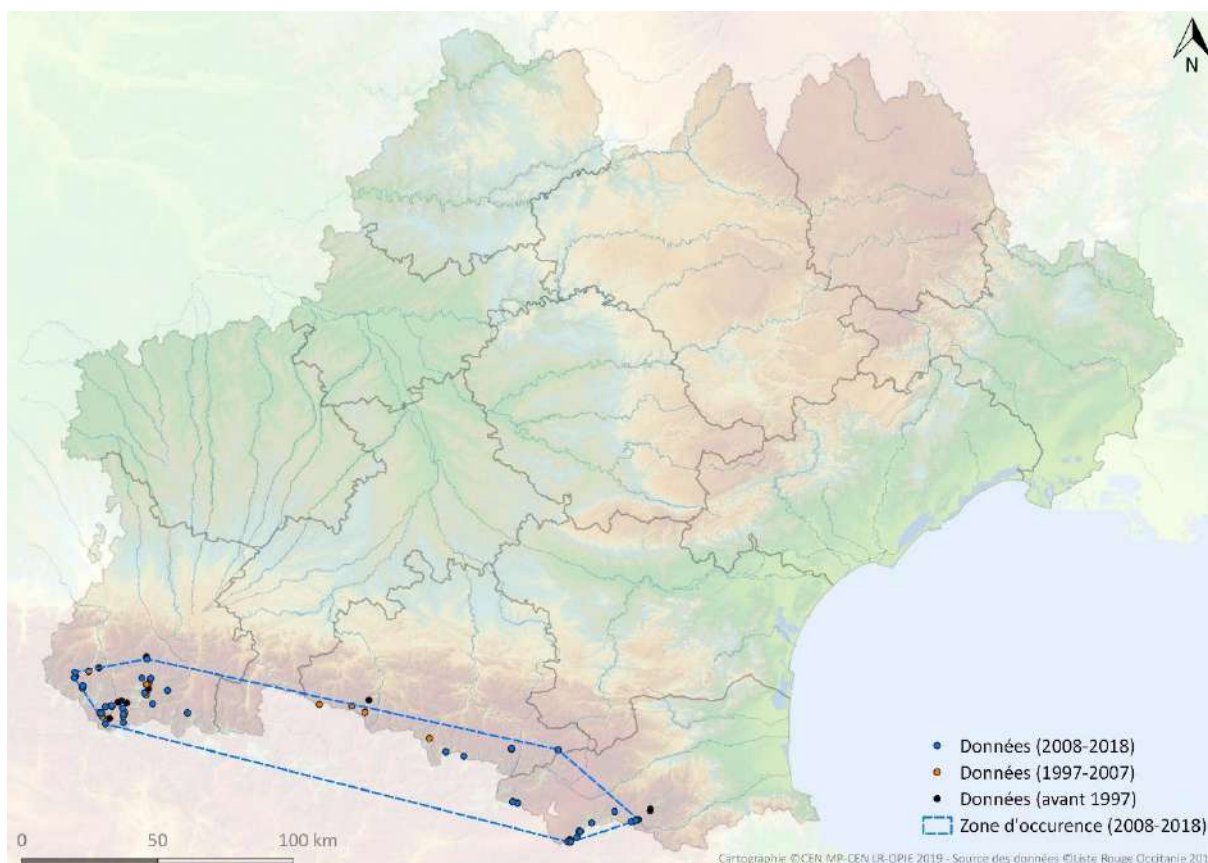 N
Données (2008-2018)
Données (1997-2007)
Données (avant 1997)
Zone d'occurence (2008-2018)
0 50 100 km
Cartographie ©CEN MP-CEN LR-OPIE 2019 - Source des données ©Liste Rouge Occitanie 201